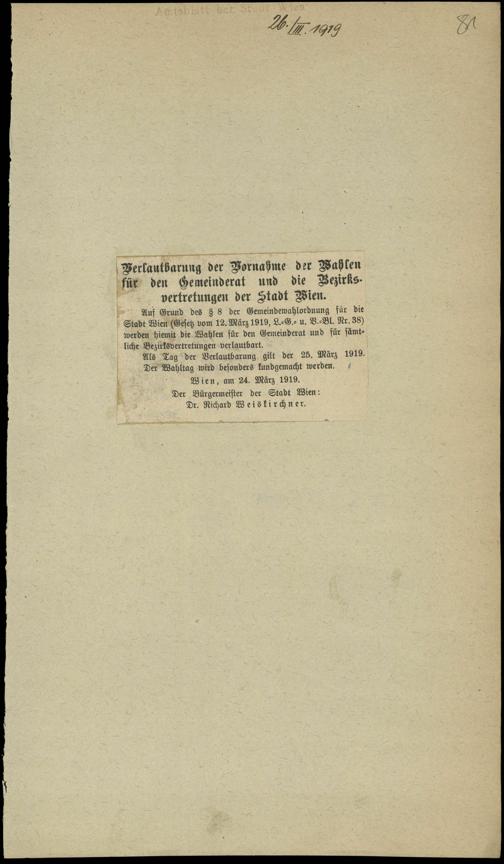 Amtsblatt der Stadt Wien
26./III. 1919
81
Verlautbarung der Vornahme der Wahlen
für den Gemeinderat und die Bezirks-
vertretungen der Stadt Wien.
Auf Grund des § 8 der Gemeindewahlordnung für die
Stadt Wien (Gesetz vom 12. März 1919, L.-G.- u. V.-Bl. Nr. 38)
werden hiemit die Wahlen für den Gemeinderat und für sämt-
liche Bezirksvertretungen verlautbart.
Als Tag der Verlautbarung gilt der 25. März 1919.
Der Wahltag wird besonders kundgemacht werden.
Wien, am 24. März 1919.
Der Bürgermeister der Stadt Wien:
Dr. Richard Weiskirchner.